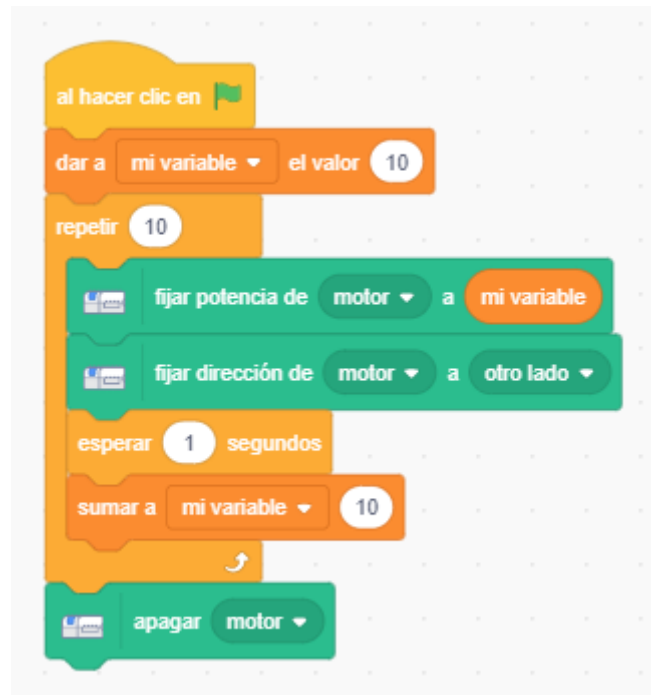 al hacer clic en
dar a mi variable el valor 10
repetir 10
fijar potencia de motor a mi variable
fijar dirección de motor a otro lado
esperar 1 segundos
sumar a mi variable 10
apagar motor